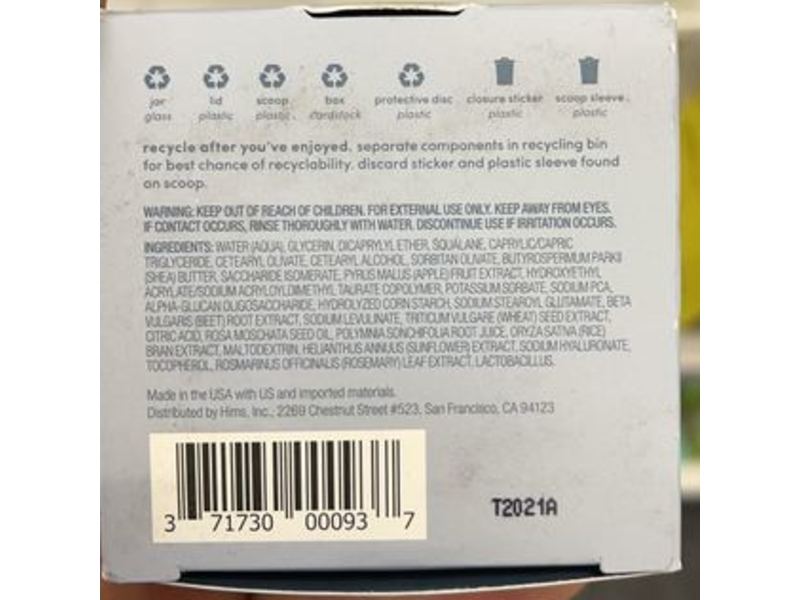 jar lid scoop box protective disc closure sticker scoop sleeve
glass plastic plastic cardstock plastic plastic plastic
recycle after you've enjoyed. separate components in recycling bin
for best chance of recyclability. discard sticker and plastic sleeve found
on scoop.
WARNING: KEEP OUT OF REACH OF CHILDREN. FOR EXTERNAL USE ONLY. KEEP AWAY FROM EYES.
IF CONTACT OCCURS, RINSE THOROUGHLY WITH WATER. DISCONTINUE USE IF IRRITATION OCCURS.
INGREDIENTS: WATER (AQUA), GLYCERIN, DICAPRYLYL ETHER, SQUALANE, CAPRYLIC/CAPRIC
TRIGLYCERIDE, CETEARYL OLIVATE, CETEARYL ALCOHOL, SORBITAN OLIVATE, BUTYROSPERMUM PARKII
(SHEA) BUTTER, SACCHARIDE ISOMERATE, PYRUS MALUS (APPLE) FRUIT EXTRACT, HYDROXYETHYL
ACRYLATE/SODIUM ACRYLOYLDIMETHYL TAURATE COPOLYMER, POTASSIUM SORBATE, SODIUM PCA,
ALPHA-GLUCAN OLIGOSACCHARIDE, HYDROLYZED CORN STARCH, SODIUM STEAROYL GLUTAMATE, BETA
VULGARIS (BEET) ROOT EXTRACT, SODIUM LEVULINATE, TRITICUM VULGARE (WHEAT) SEED EXTRACT,
CITRIC ACID, ROSA MOSCHATA SEED OIL, POLYMNIA SONCHIFOLIA ROOT JUICE, ORYZA SATIVA (RICE)
BRAN EXTRACT, MALTODEXTRIN, HELIANTHUS ANNUUS (SUNFLOWER) EXTRACT, SODIUM HYALURONATE,
TOCOPHEROL, ROSMARINUS OFFICINALIS (ROSEMARY) LEAF EXTRACT, LACTOBACILLUS.
Made in the USA with US and imported materials.
Distributed by Hims, Inc., 2269 Chestnut Street #523, San Francisco, CA 94123
3 71730 00093 7
T2021A